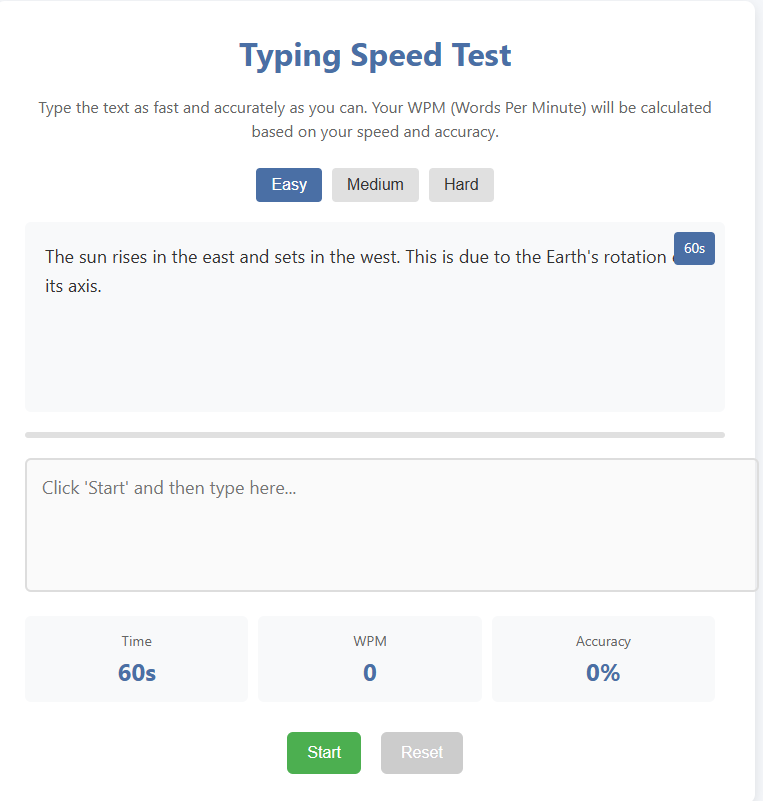 Typing Speed Test
Type the text as fast and accurately as you can. Your WPM (Words Per Minute) will be calculated
based on your speed and accuracy.
Easy Medium Hard
60s
The sun rises in the east and sets in the west. This is due to the Earth's rotation
its axis.
Click 'Start' and then type here...
Time WPM Accuracy
60s 0 0%
Start Reset